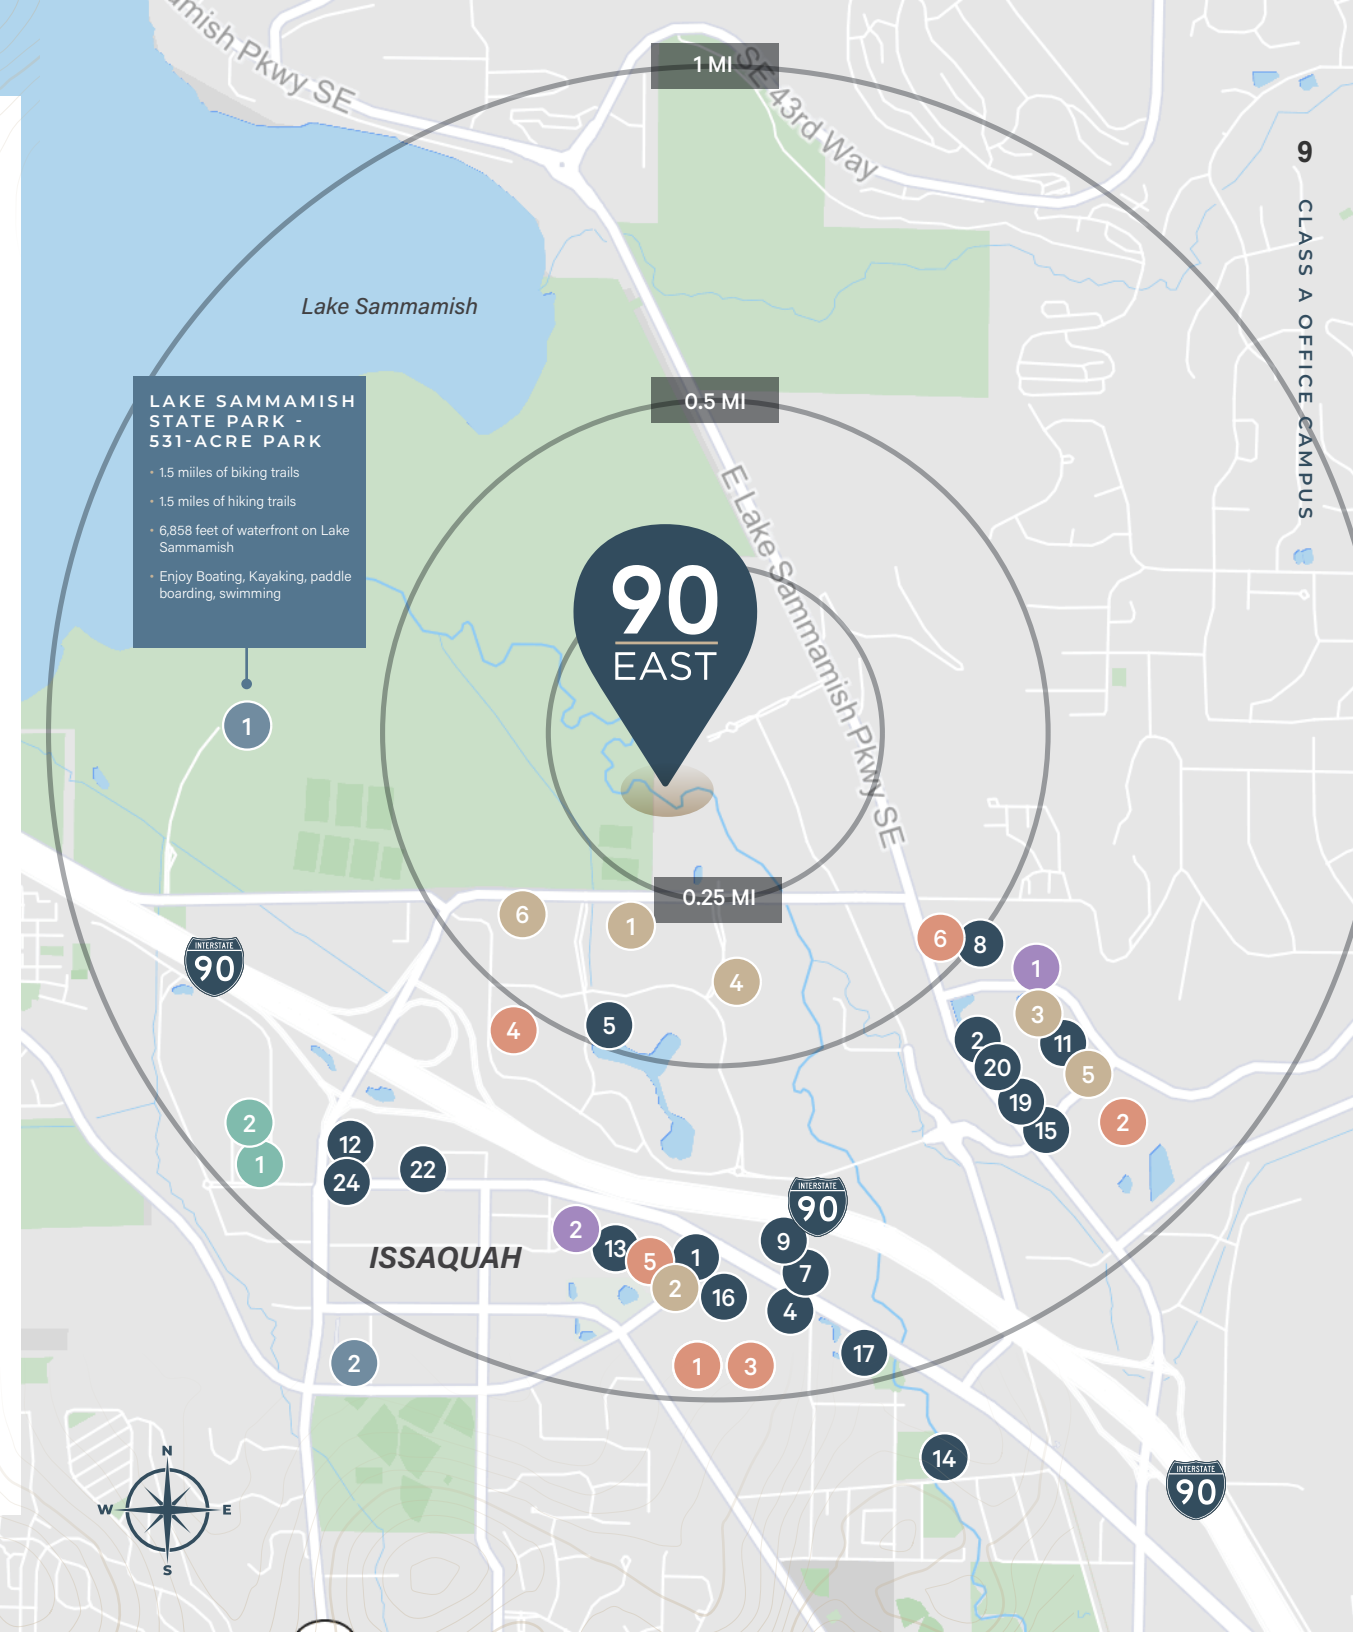 amish Pkwy SE
1 MI
SE 43rd Way
9
CLASS A OFFICE CAMPUS
Lake Sammamish
LAKE SAMMAMISH
STATE PARK -
531-ACRE PARK
• 1.5 miiles of biking trails
• 1.5 miles of hiking trails
• 6,858 feet of waterfront on Lake
Sammamish
• Enjoy Boating, Kayaking, paddle
boarding, swimming
0.5 MI
E Lake Sammamish Pkwy SE
90
EAST
1
0.25 MI
6
1
4
6
8
1
INTERSTATE
90
4
5
3
2
11
20
5
19
15
2
2
1
12
24
22
INTERSTATE
90
2
13
5
1
2
16
9
7
4
ISSAQUAH
17
2
1
3
14
INTERSTATE
90
N
W
E
S